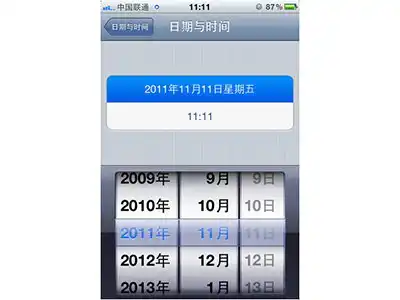 中国联通 11:11 87%
日期与时间 日期与时间
2011年11月11日星期五
11:11
2009年 9月 9日
2010年 10月 10日
2011年 11月 11日
2012年 12月 12日
2013年 1月 13日